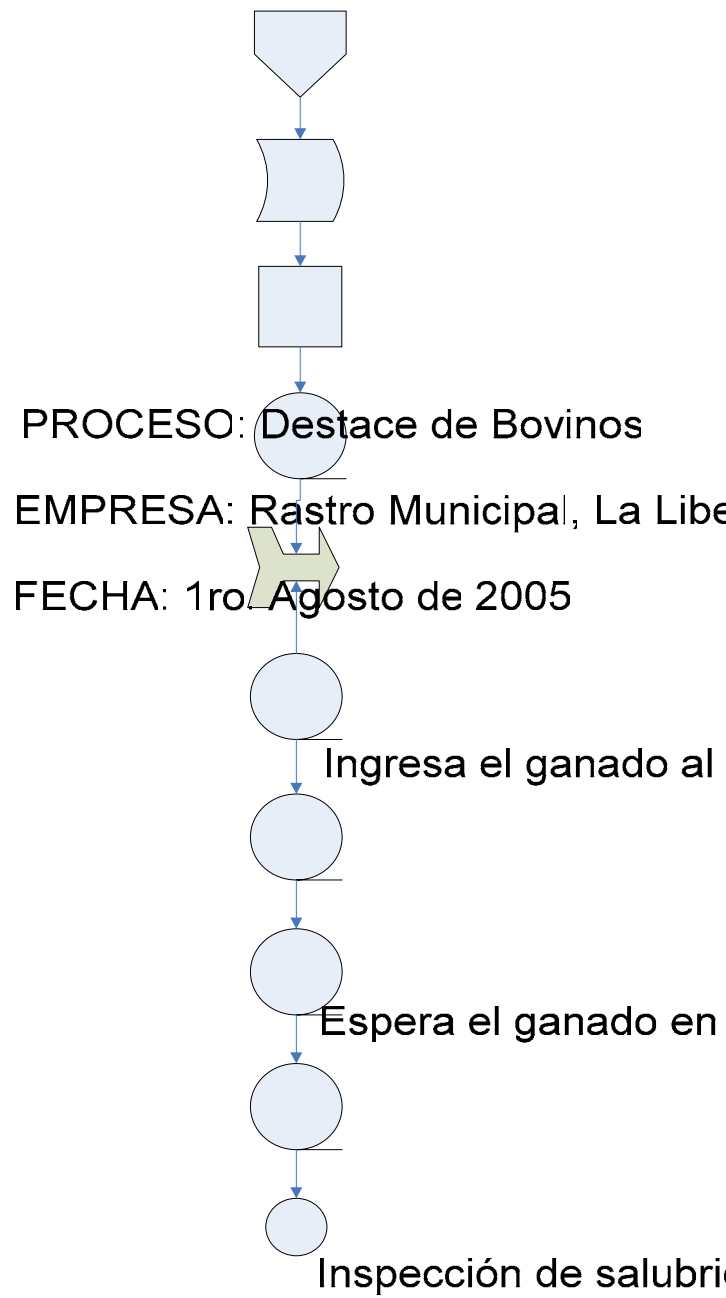 PROCESO: Destace de Bovinos
EMPRESA: Rastro Municipal, La Libe
FECHA: 1ro. Agosto de 2005
Ingresa el ganado al
Espera el ganado en
Inspección de salubri